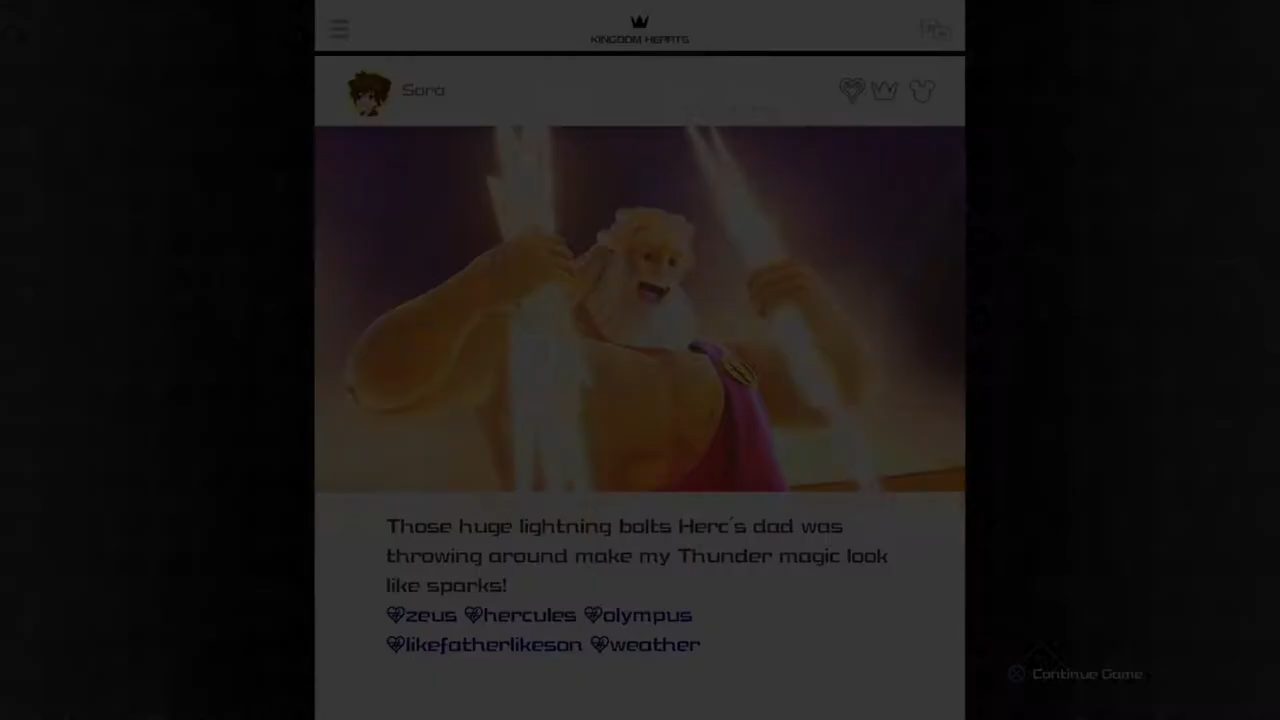 KINGDOM HEARTS
Sora
Those huge lightning bolts Herc's dad was
throwing around make my Thunder magic look
like sparks!
zeus hercules olympus
likefatherlikeson weather
Continue Game